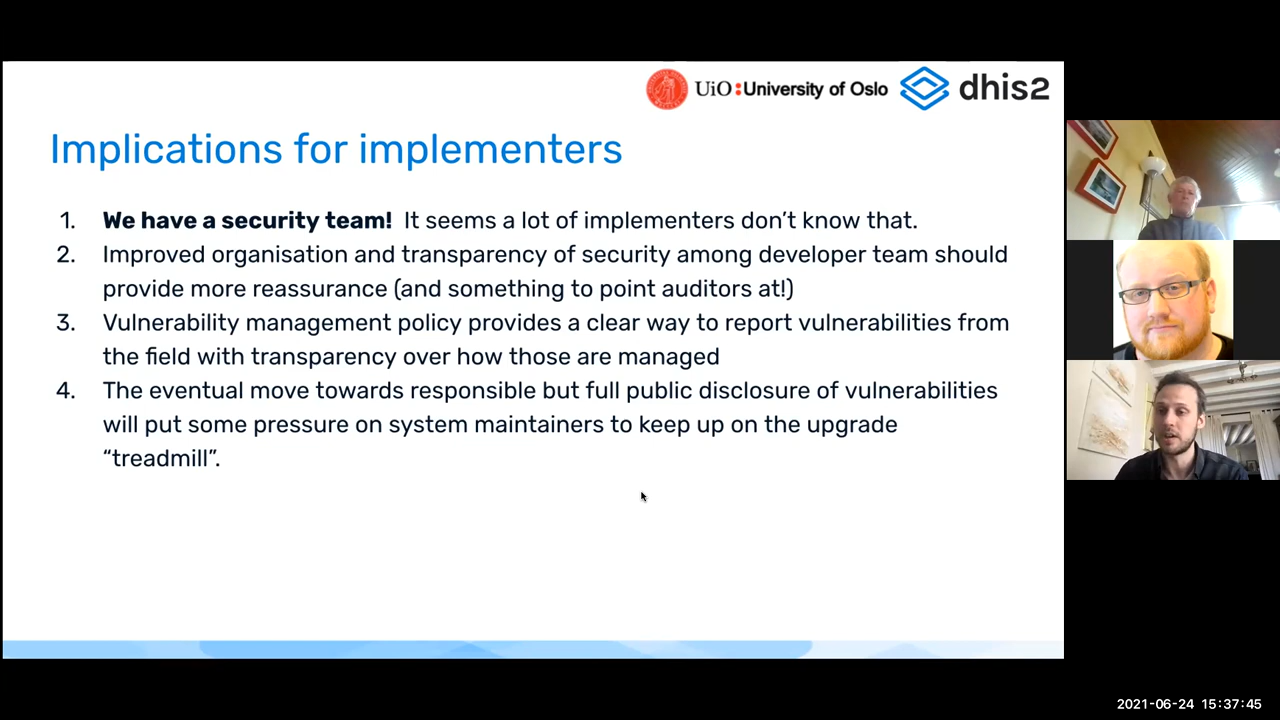 UiO:University of Oslo dhis2
Implications for implementers
1. We have a security team! It seems a lot of implementers don’t know that.
2. Improved organisation and transparency of security among developer team should
provide more reassurance (and something to point auditors at!)
3. Vulnerability management policy provides a clear way to report vulnerabilities from
the field with transparency over how those are managed
4. The eventual move towards responsible but full public disclosure of vulnerabilities
will put some pressure on system maintainers to keep up on the upgrade
“treadmill”.
2021-06-24 15:37:45